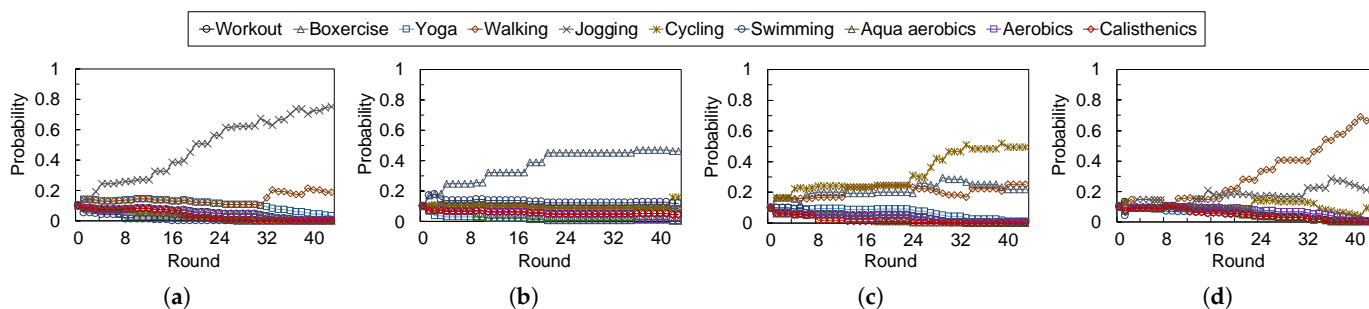 Workout Boxercise Yoga Walking Jogging Cycling Swimming Aqua aerobics Aerobics Calisthenics
1 1 1 1
0.8 0.8 0.8 0.8
0.6 0.6 0.6 0.6
0.4 0.4 0.4 0.4
0.2 0.2 0.2 0.2
0 0 0 0
Probability Probability Probability Probability
0 8 16 24 32 40 0 8 16 24 32 40 0 8 16 24 32 40 0 8 16 24 32 40
Round Round Round Round
(a) (b) (c) (d)